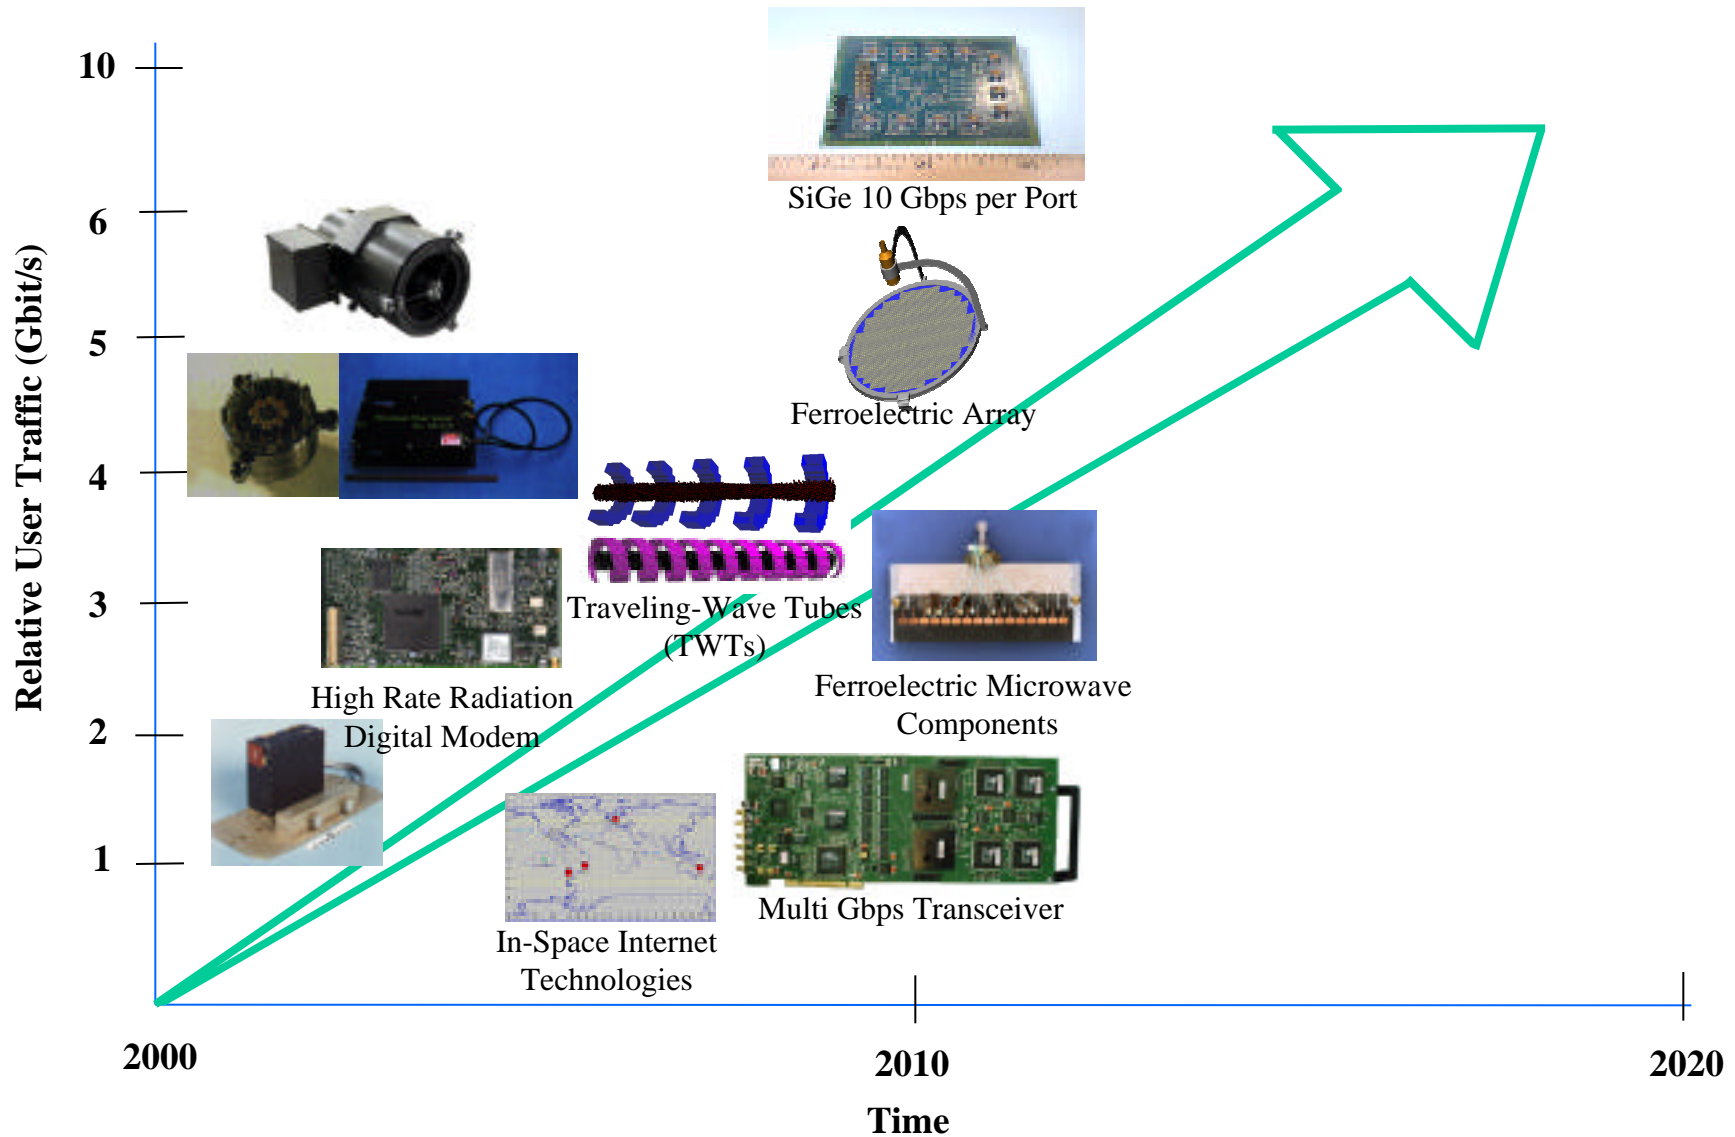 10
6
5
4
3
2
1
Relative User Traffic (Gbit/s)
SiGe 10 Gbps per Port
Ferroelectric Array
Traveling-Wave Tubes
(TWTs)
High Rate Radiation
Digital Modem
Ferroelectric Microwave
Components
Multi Gbps Transceiver
In-Space Internet
Technologies
2000
2010
2020
Time